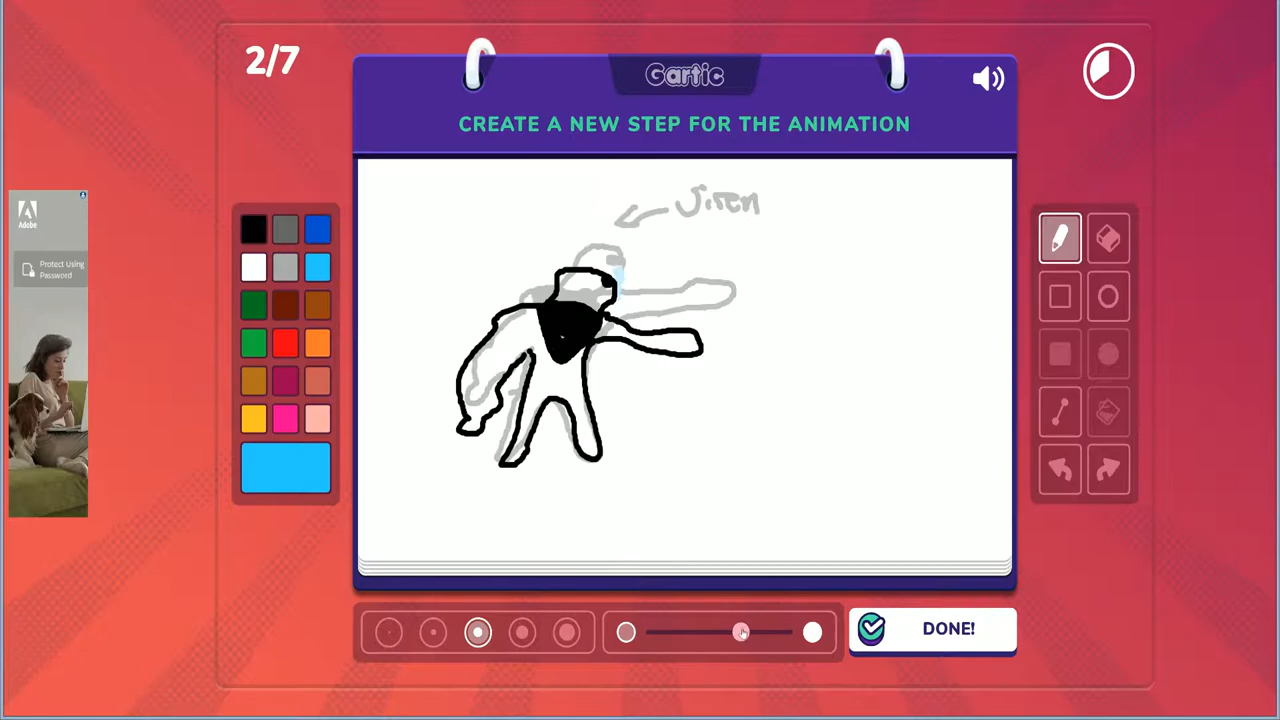 2/7
Gartic
CREATE A NEW STEP FOR THE ANIMATION
Adobe
Protect Using
Password
DONE!